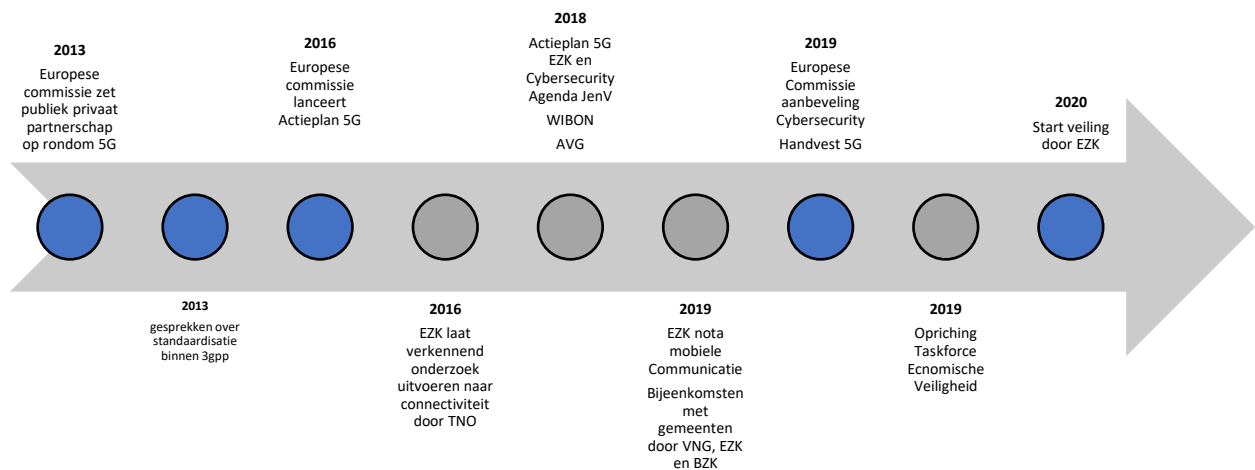 2013
Europese
commissie zet
publiek privaat
partnerschap
op rondom 5G
2013
gesprekken over
standaardisatie
binnen 3gpp
2016
Europese
commissie
lanceert
Actieplan 5G
2016
EZK laat
verkennend
onderzoek
uitvoeren naar
connectiviteit
door TNO
2018
Actieplan 5G
EZK en
Cybersecurity
Agenda JenV
WIBON
AVG
2019
EZK nota
mobiele
Communicatie
Bijeenkomsten
met
gemeenten
door VNG, EZK
en BZK
2019
Europese
Commissie
aanbeveling
Cybersecurity
Handvest 5G
2019
Opriching
Taskforce
Ecnomische
Veiligheid
2020
Start veiling
door EZK